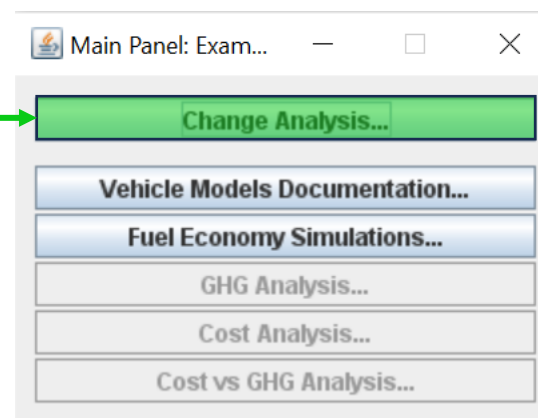 Main Panel: Exam...
Change Analysis...
Vehicle Models Documentation...
Fuel Economy Simulations...
GHG Analysis...
Cost Analysis...
Cost vs GHG Analysis...